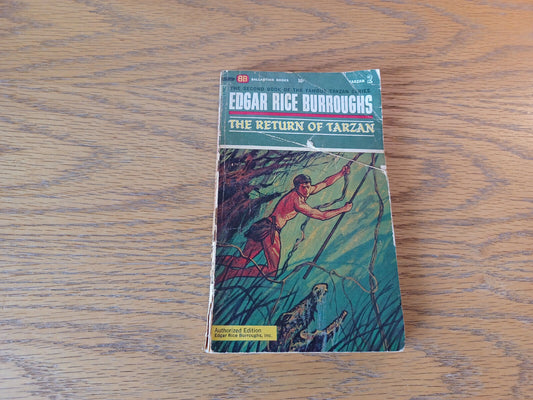 BB BALLANTINE BOOKS 50¢ TARZAN 2
THE SECOND BOOK OF THE FAMOUS TARZAN SERIES
EDGAR RICE BURROUGHS
THE RETURN OF TARZAN
Authorized Edition
Edgar Rice Burroughs, Inc.